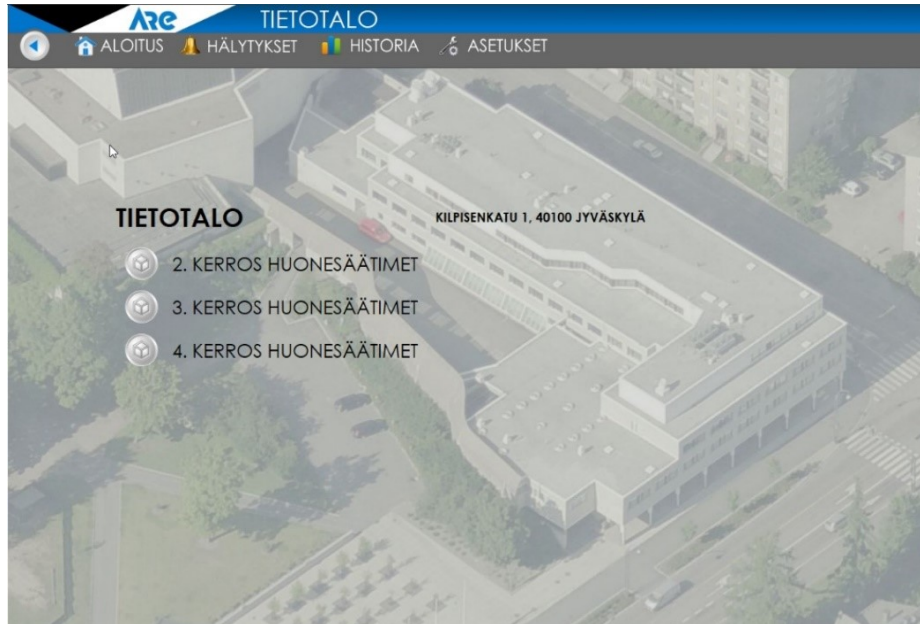 ARe TIETOTALO
ALOITUS HÄLYTYKSET HISTORIA ASETUKSET
TIETOTALO
KILPISENKATU 1, 40100 JYVÄSKYLÄ
2. KERROS HUONESÄÄTIMET
3. KERROS HUONESÄÄTIMET
4. KERROS HUONESÄÄTIMET